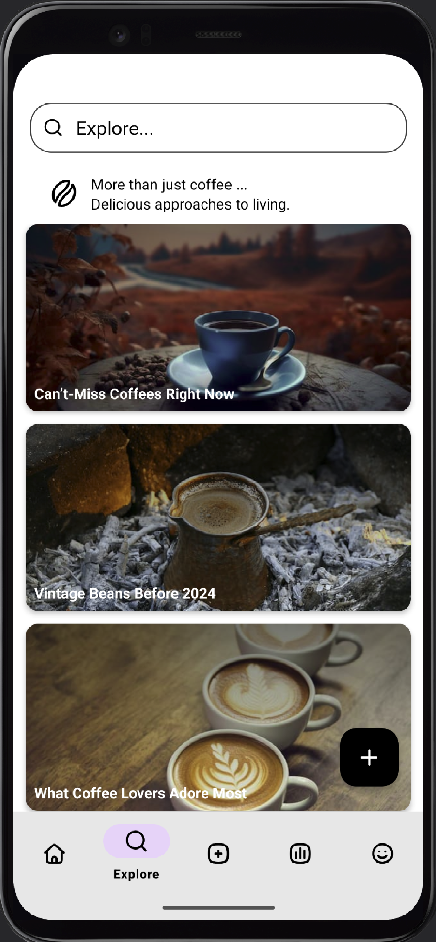 Explore...
More than just coffee ...
Delicious approaches to living.
Can't-Miss Coffees Right Now
Vintage Beans Before 2024
What Coffee Lovers Adore Most
Explore